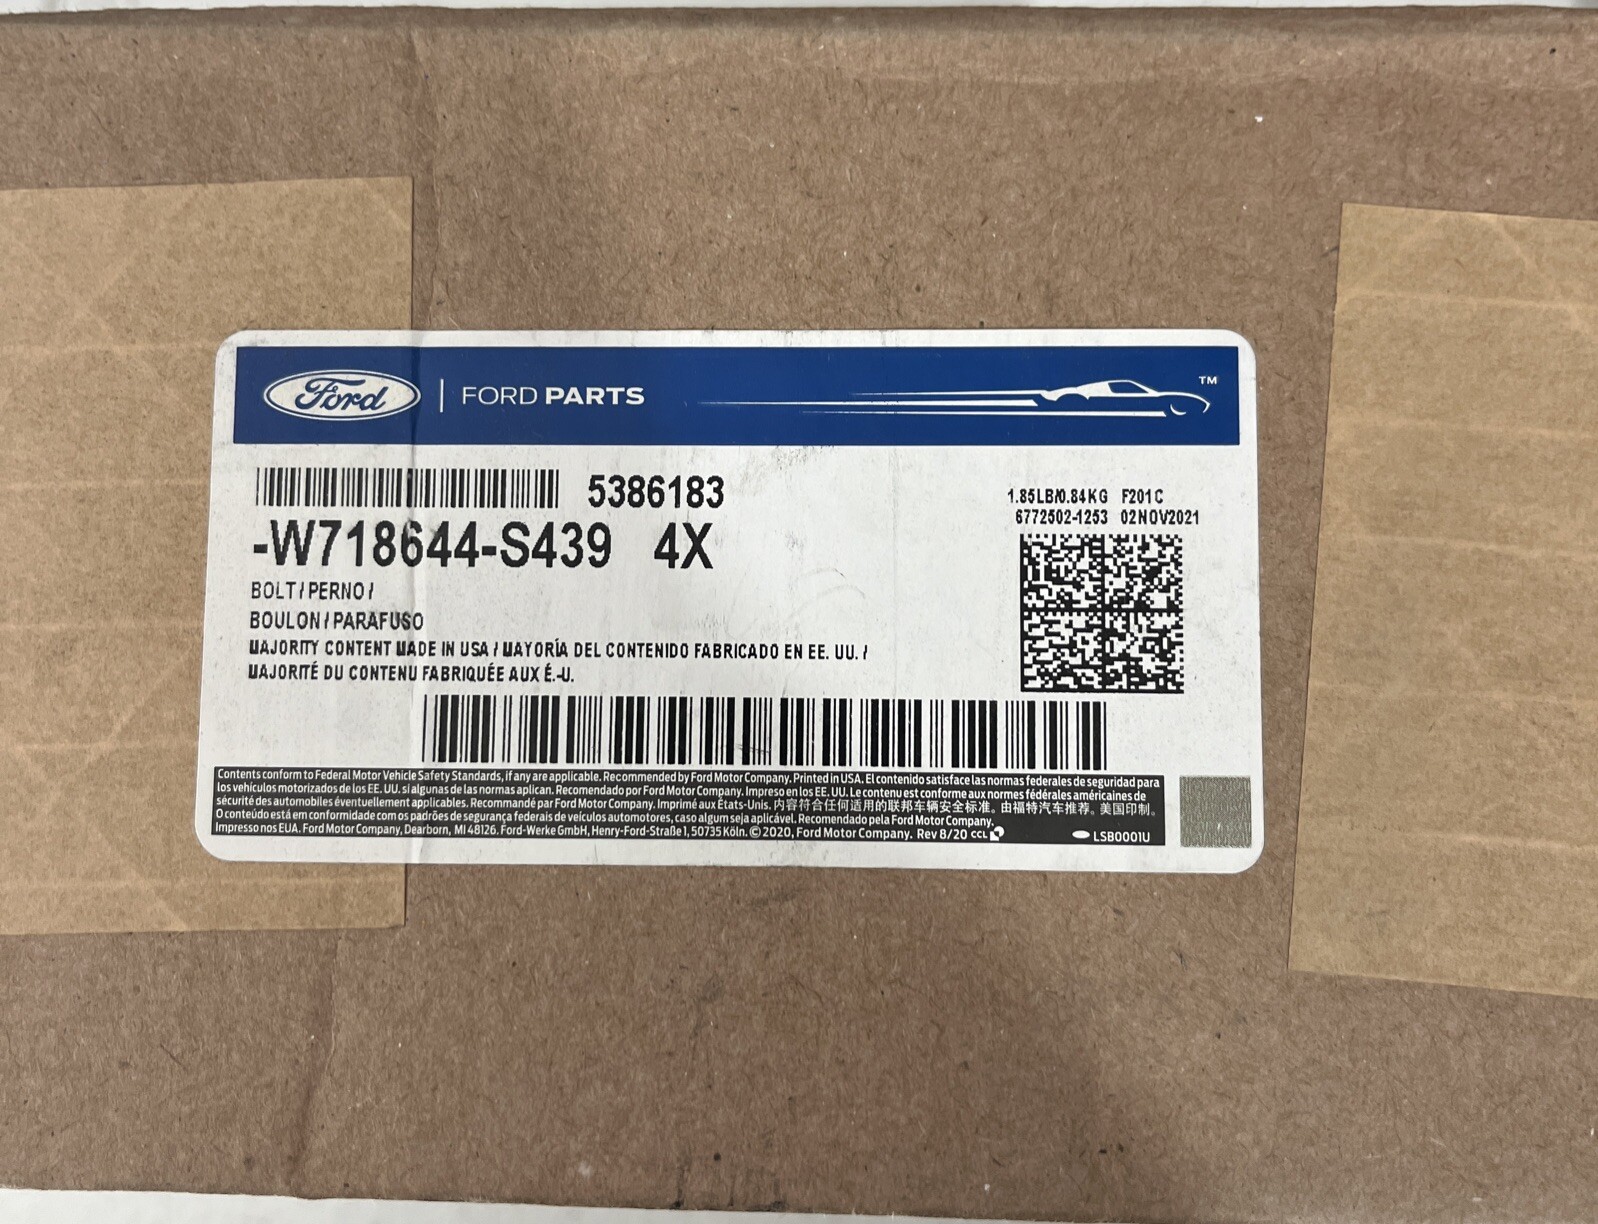 Ford | FORD PARTS ™
5386183
-W718644-S439 4X
BOLT/PERNO/
BOULON/PARAFUSO
MAJORITY CONTENT MADE IN USA / MAYORÍA DEL CONTENIDO FABRICADO EN EE. UU. /
MAJORITÉ DU CONTENU FABRIQUÉE AUX É.-U.
1.85LB/0.84KG F201C
6772502-1253 02NOV2021
Contents conform to Federal Motor Vehicle Safety Standards, if any are applicable. Recommended by Ford Motor Company. Printed in USA. El contenido satisface las normas federales de seguridad para
los vehículos motorizados de los EE. UU. si algunas de las normas aplican. Recomendado por Ford Motor Company. Impreso en los EE. UU. Le contenu est conforme aux normes fédérales américaines de
sécurité des automobiles éventuellement applicables. Recommandé par Ford Motor Company. Imprimé aux États-Unis. 内容符合任何适用的联邦车辆安全标准。由福特汽车推荐。美国印制。
O conteúdo está em conformidade com os padrões de segurança federais de veículos automotores, caso algum seja aplicável. Recomendado pela Ford Motor Company.
Impresso nos EUA. Ford Motor Company, Dearborn, MI 48126. Ford-Werke GmbH, Henry-Ford-Straße 1, 50735 Köln. © 2020, Ford Motor Company. Rev 8/20 CCL
LSB0001U